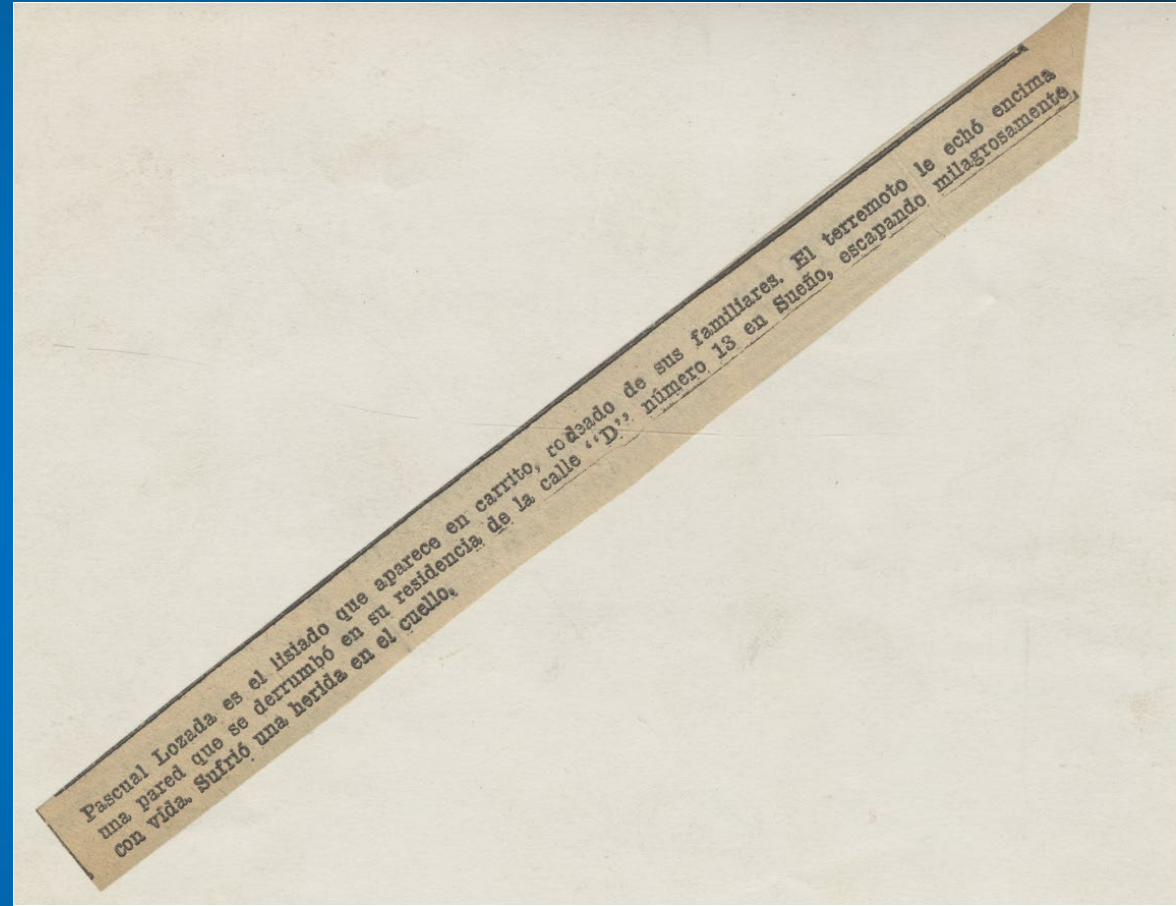 Pascual Lozada es el lisiado que aparece en carrito, rodeado de sus familiares. El terremoto le echó encima
una pared que se derrumbó en su residencia de la calle ‘‘D’’, número 13 en Sueño, escapando milagrosamente
con vida. Sufrió una herida en el cuello.